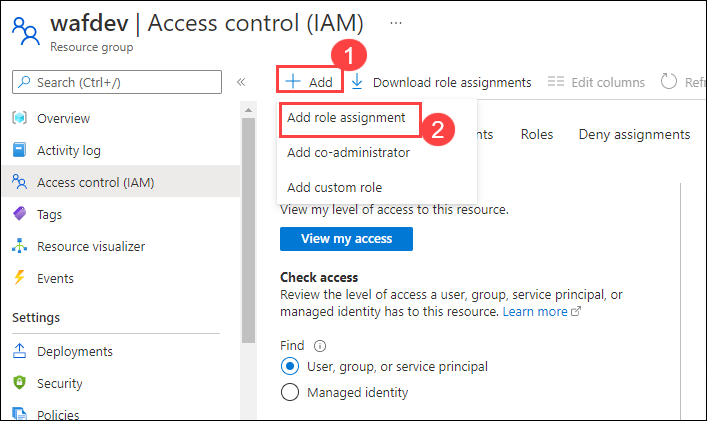 wafdev | Access control (IAM) ...
Resource group
1
Search (Ctrl+/)
«
+ Add
Download role assignments
Edit columns
Refr
Add role assignment
2
nts
Roles
Deny assignments
Add co-administrator
Add custom role
Overview
Activity log
Access control (IAM)
Tags
Resource visualizer
Events
Settings
Deployments
Security
Policies
View my level of access to this resource.
View my access
Check access
Review the level of access a user, group, service principal, or
managed identity has to this resource. Learn more
Find
User, group, or service principal
Managed identity